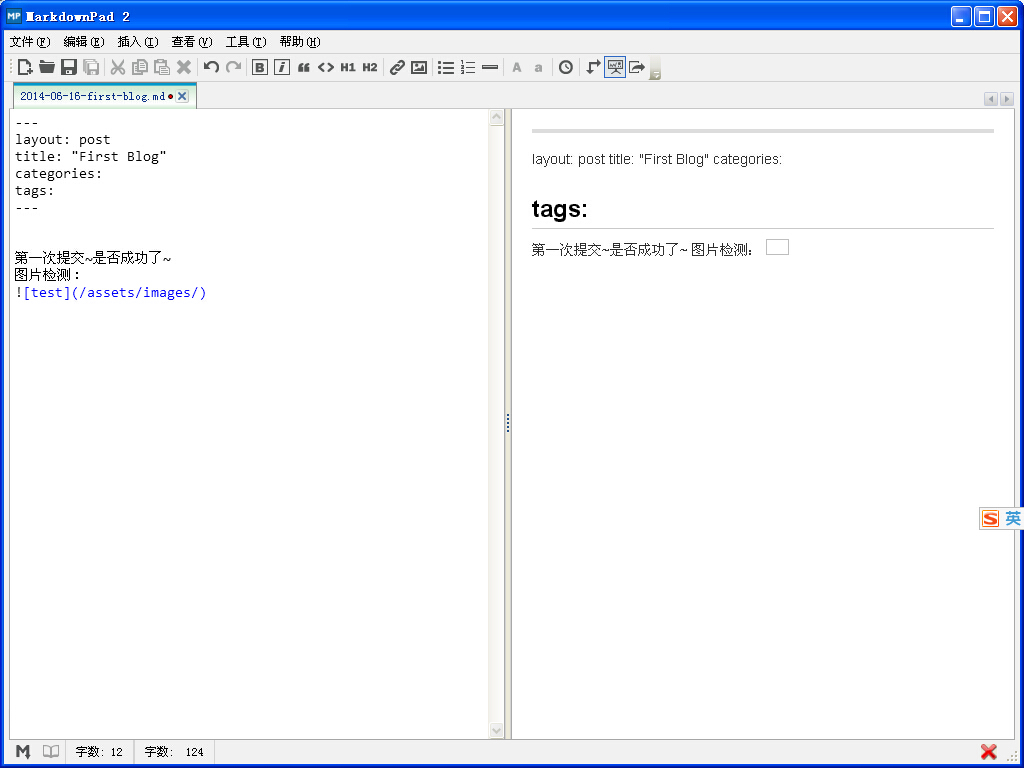 MarkdownPad 2
文件(F) 编辑(E) 插入(I) 查看(V) 工具(T) 帮助(H)
B i “ <> H1 H2 A a
2014-06-16-first-blog.md
---
layout: post
title: "First Blog"
categories:
tags:
---
第一次提交~是否成功了~
图片检测：
![test](/assets/images/)
layout: post title: "First Blog" categories:
tags:
第一次提交~是否成功了~ 图片检测：
S 英
M 字数: 12 字数: 124